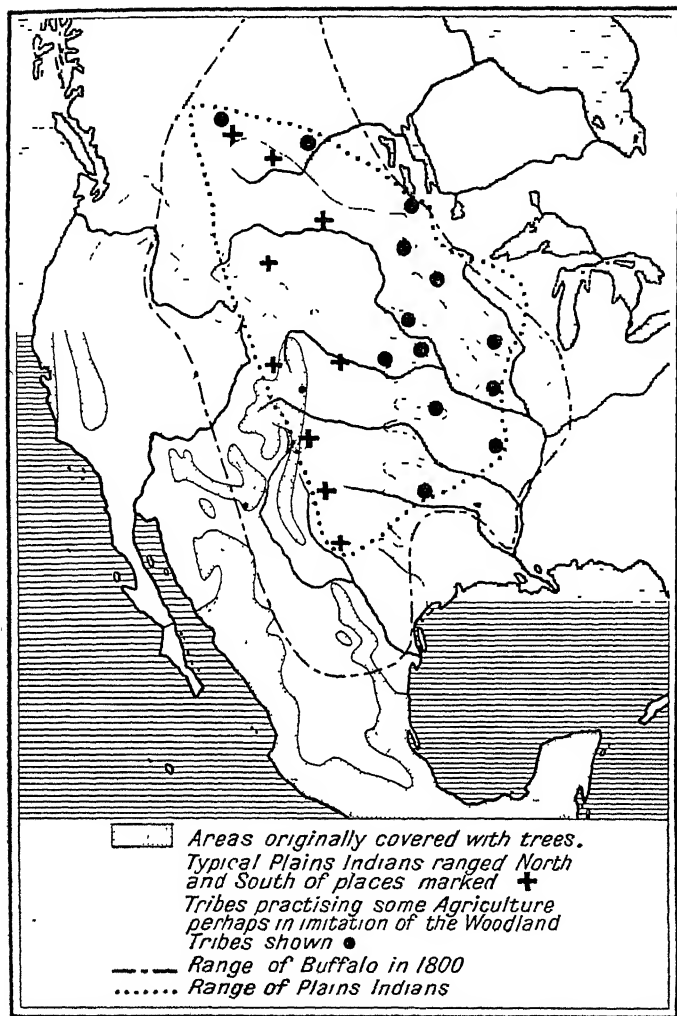 Areas originally covered with trees.
Typical Plains Indians ranged North
and South of places marked +
Tribes practising some Agriculture
perhaps in imitation of the Woodland
Tribes shown ●
Range of Buffalo in 1800
Range of Plains Indians